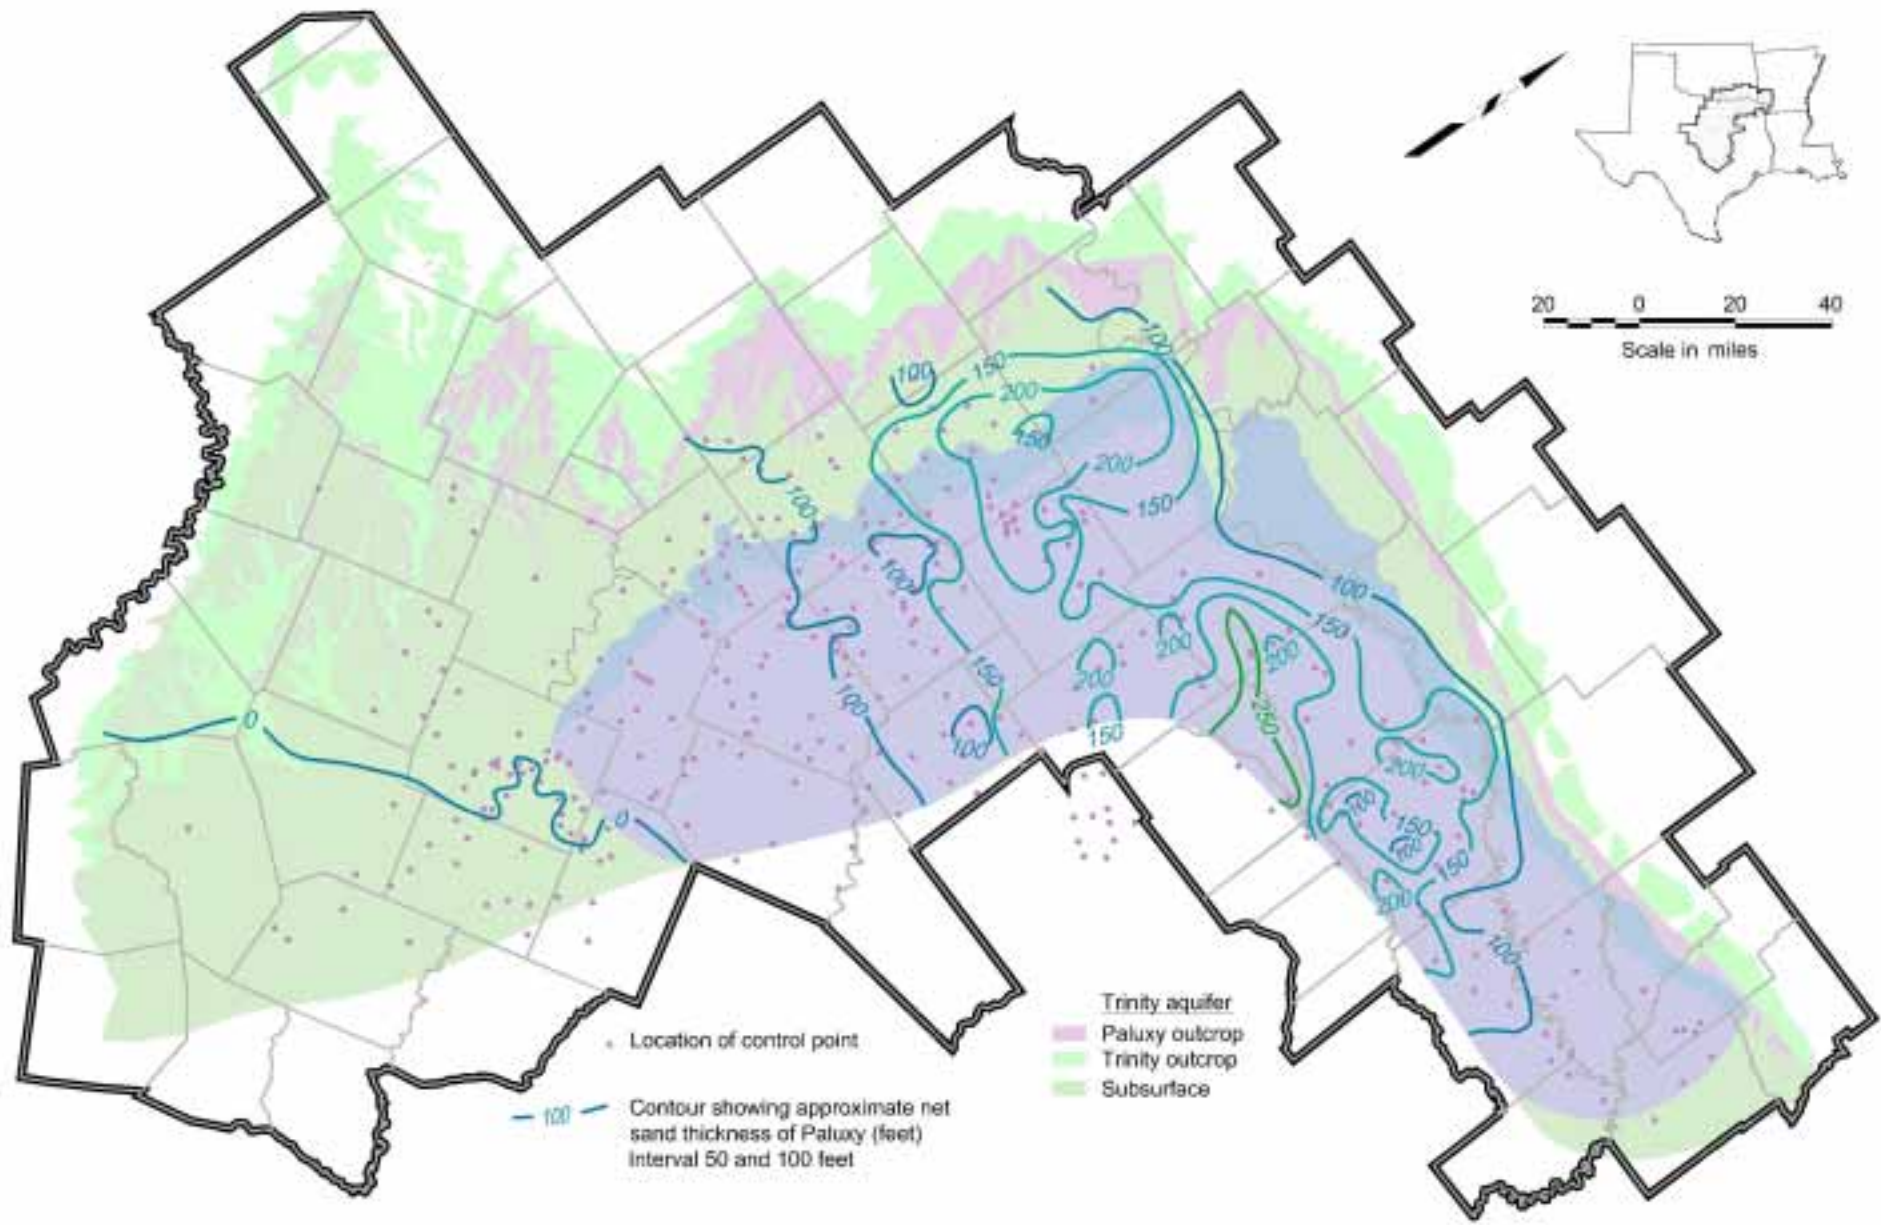 20 0 20 40
Scale in miles
100
150
100
200
150
200
100
150
100
100
150
200
200
150
200
250
0
100
100
150
200
100
150
200
0
150
200
100
Trinity aquifer
Paluxy outcrop
Trinity outcrop
Subsurface
Location of control point
100
Contour showing approximate net
sand thickness of Paluxy (feet)
Interval 50 and 100 feet